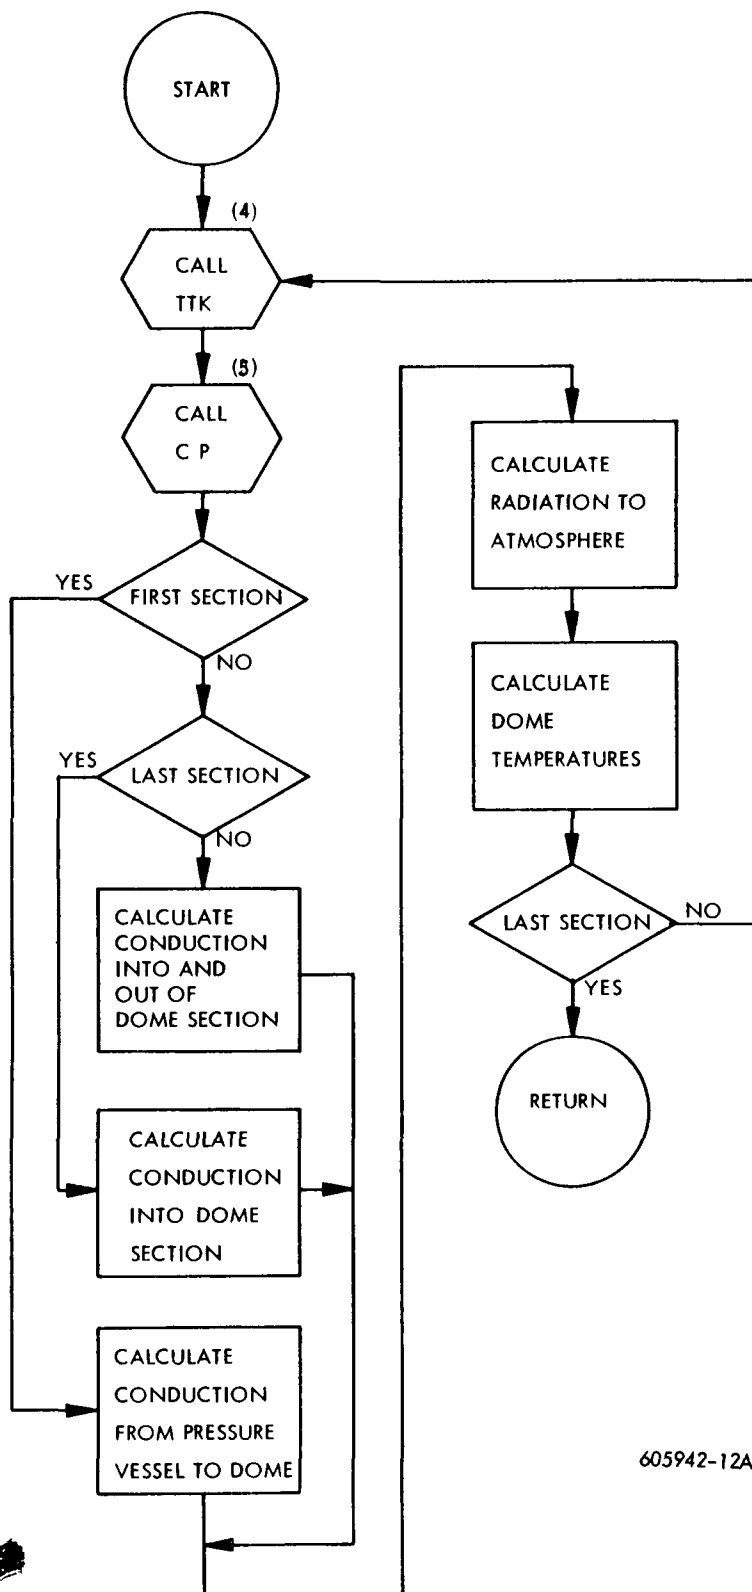 START
(4)
CALL
TTK
(5)
CALL
C P
YES
FIRST SECTION
NO
YES
LAST SECTION
NO
CALCULATE
CONDUCTION
INTO AND
OUT OF
DOME SECTION
CALCULATE
CONDUCTION
INTO DOME
SECTION
CALCULATE
CONDUCTION
FROM PRESSURE
VESSEL TO DOME
CALCULATE
RADIATION TO
ATMOSPHERE
CALCULATE
DOME
TEMPERATURES
LAST SECTION
NO
YES
RETURN
605942-12A